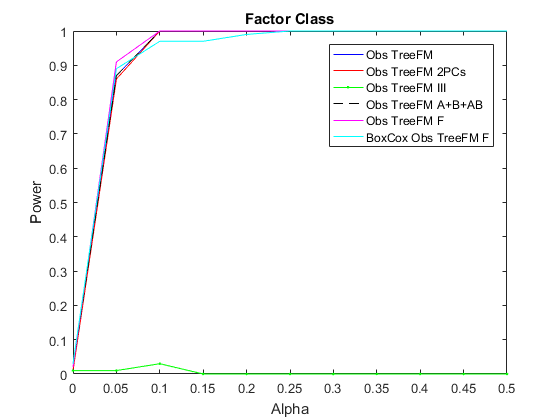 Factor Class
1
0.9
0.8
0.7
0.6
0.5
0.4
0.3
0.2
0.1
0
Power
Obs TreeFM
Obs TreeFM 2PCs
Obs TreeFM III
Obs TreeFM A+B+AB
Obs TreeFM F
BoxCox Obs TreeFM F
0 0.05 0.1 0.15 0.2 0.25 0.3 0.35 0.4 0.45 0.5
Alpha